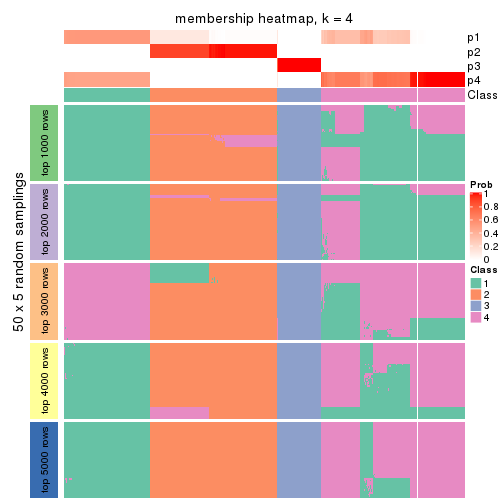 membership heatmap, k = 4
p1
p2
p3
p4
Class
50 x 5 random samplings
top 1000 rows
top 2000 rows
top 3000 rows
top 4000 rows
top 5000 rows
Prob
1
0.8
0.6
0.4
0.2
0
Class
1
2
3
4